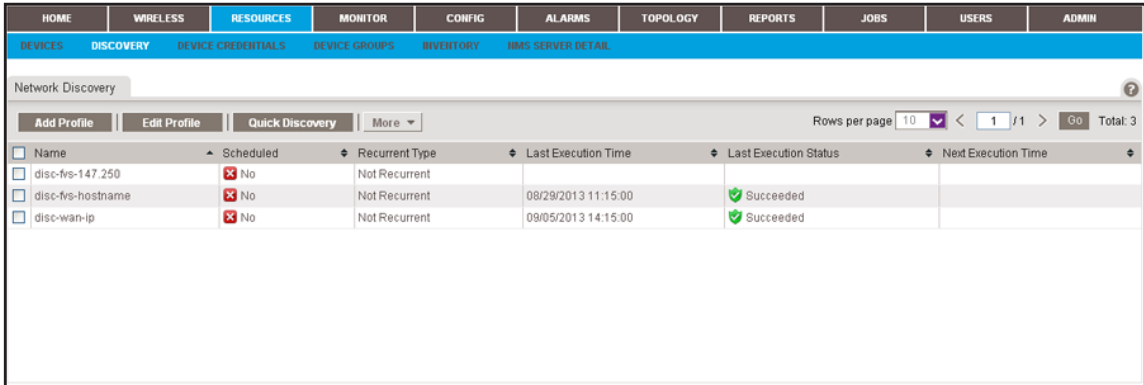 HOME WIRELESS RESOURCES MONITOR CONFIG ALARMS TOPOLOGY REPORTS JOBS USERS ADMIN
DEVICES DISCOVERY DEVICE CREDENTIALS DEVICE GROUPS INVENTORY NMS SERVER DETAIL
Network Discovery ?
Add Profile Edit Profile Quick Discovery More Rows per page 10 < 1 /1 > Go Total: 3
Name Scheduled Recurrent Type Last Execution Time Last Execution Status Next Execution Time
disc-fvs-147.250 No Not Recurrent
disc-fvs-hostname No Not Recurrent 08/29/2013 11:15:00 Succeeded
disc-wan-ip No Not Recurrent 09/05/2013 14:15:00 Succeeded